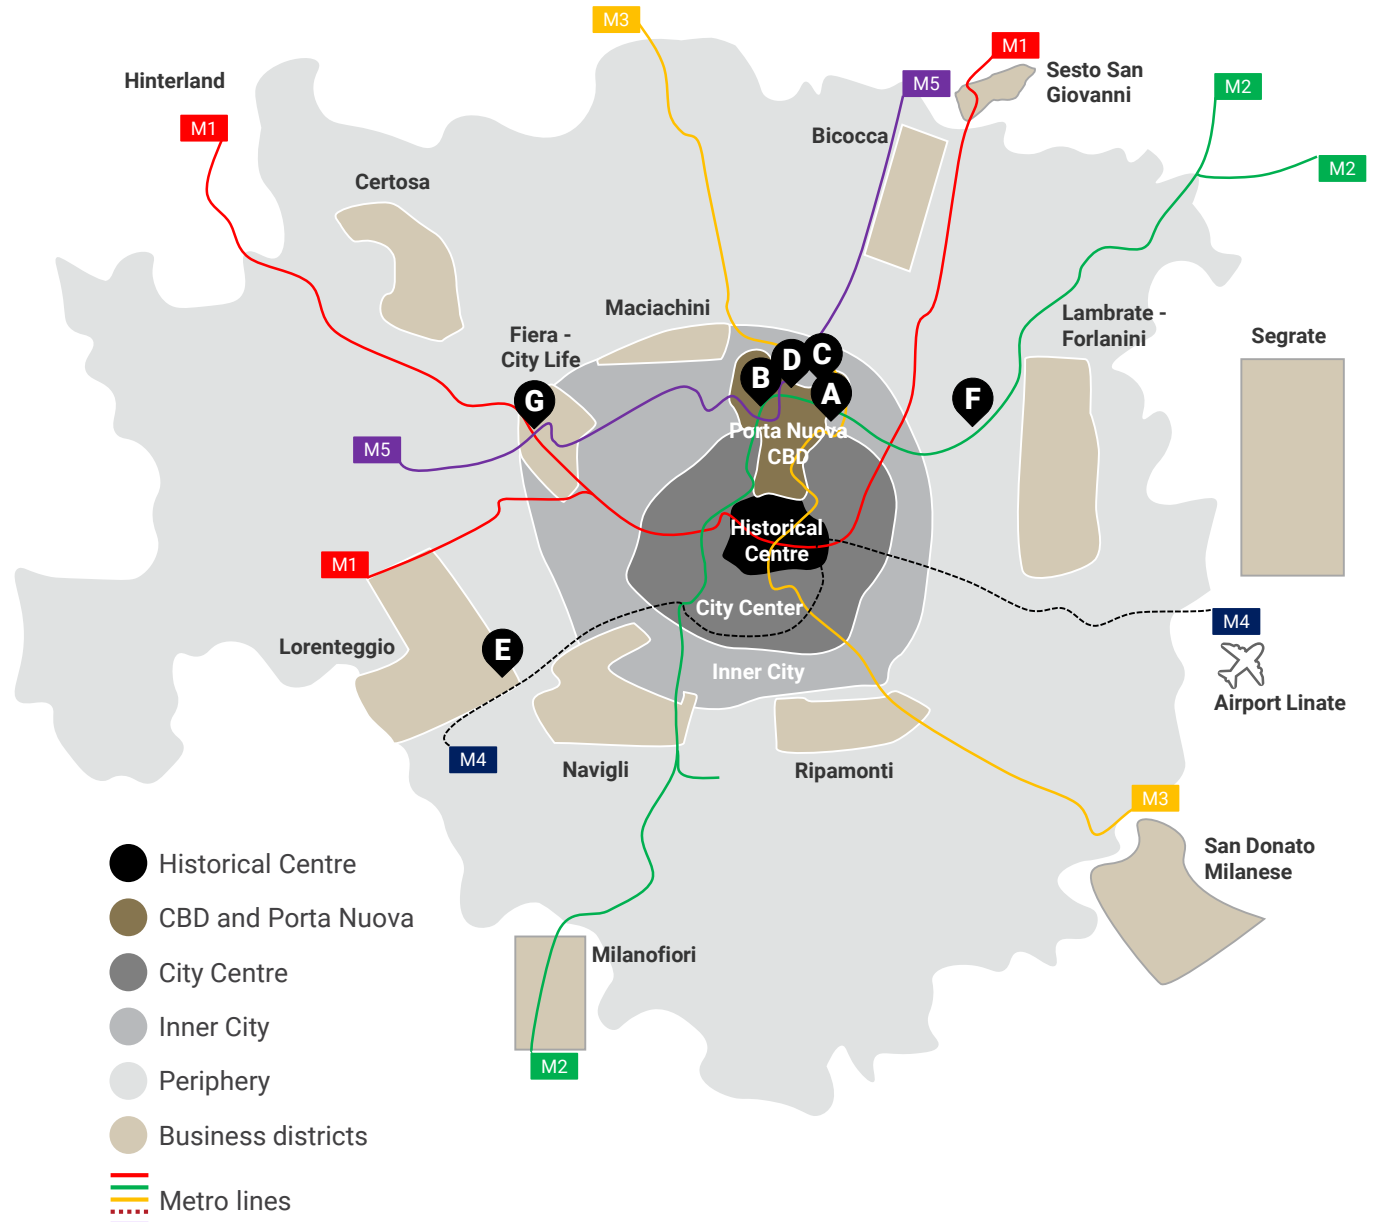 M3
M1
Sesto San
Giovanni
Hinterland
M5
M2
M1
Bicocca
M2
Certosa
Maciachini
Lambrate -
Forlanini
Segrate
Fiera -
City Life
C
D
B
A
G
F
Porta Nuova
CBD
M5
Historical
Centre
M1
City Center
M4
Lorenteggio
E
Inner City
Airport Linate
M4
Navigli
Ripamonti
M3
San Donato
Milanese
Milanofiori
M2
Historical Centre
CBD and Porta Nuova
City Centre
Inner City
Periphery
Business districts
Metro lines